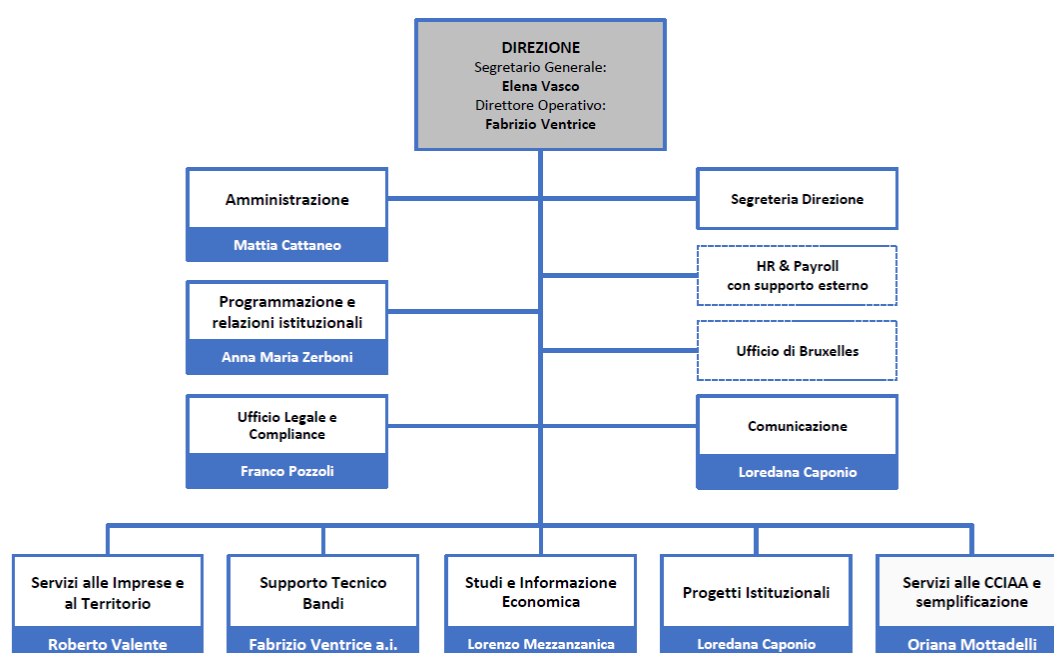 DIREZIONE
Segretario Generale:
Elena Vasco
Direttore Operativo:
Fabrizio Ventrice
Amministrazione
Mattia Cattaneo
Segreteria Direzione
HR & Payroll
con supporto esterno
Programmazione e
relazioni istituzionali
Anna Maria Zerboni
Ufficio di Bruxelles
Ufficio Legale e
Compliance
Franco Pozzoli
Comunicazione
Loredana Caponio
Servizi alle Imprese e
al Territorio
Roberto Valente
Supporto Tecnico
Bandi
Fabrizio Ventrice a.i.
Studi e Informazione
Economica
Lorenzo Mezzanzanica
Progetti Istituzionali
Loredana Caponio
Servizi alle CCIAA e
semplificazione
Oriana Mottadelli